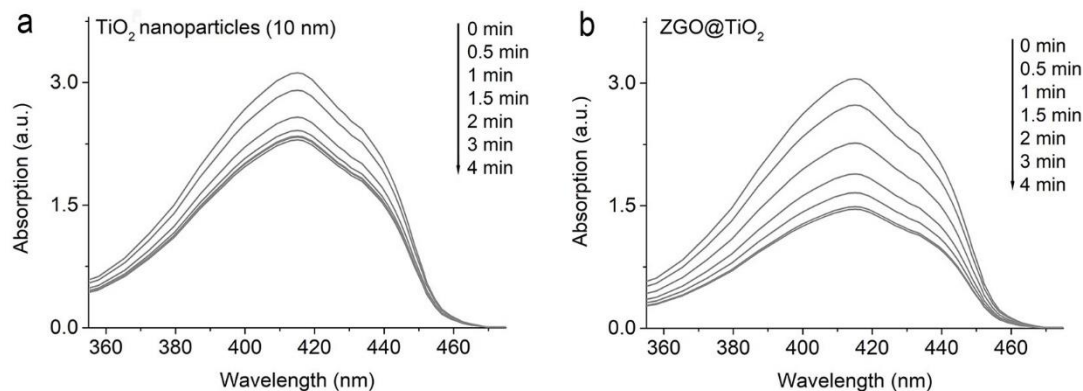 a
TiO2 nanoparticles (10 nm)
0 min
0.5 min
1 min
1.5 min
2 min
3 min
4 min
3.0
1.5
0.0
Absorption (a.u.)
360 380 400 420 440 460
Wavelength (nm)
b
ZGO@TiO2
0 min
0.5 min
1 min
1.5 min
2 min
3 min
4 min
3.0
1.5
0.0
Absorption (a.u.)
360 380 400 420 440 460
Wavelength (nm)